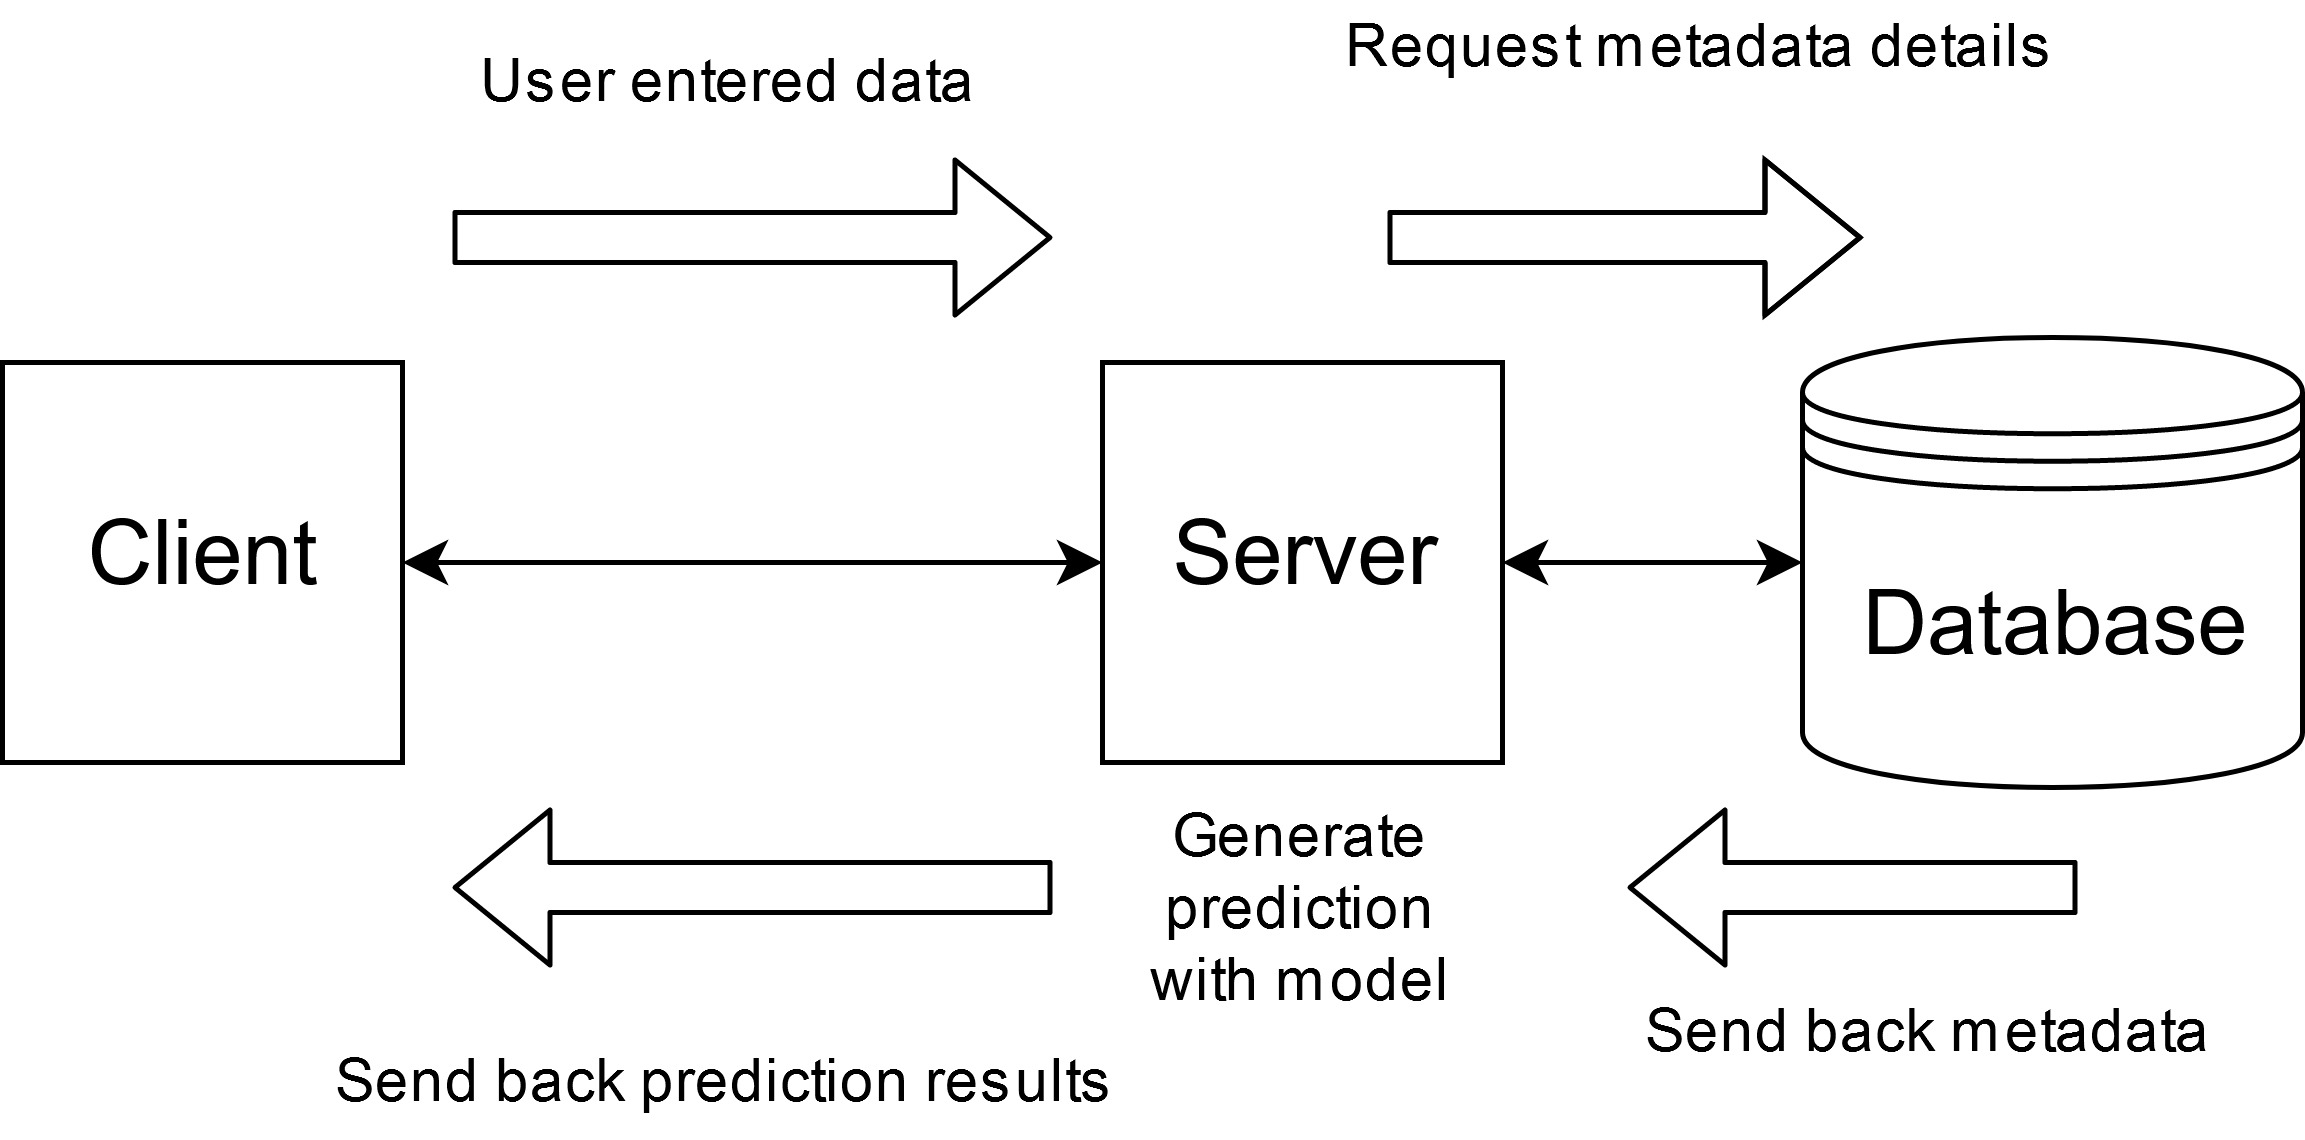 Request metadata details
User entered data
Client
Server
Database
Generate
prediction
with model
Send back metadata
Send back prediction results